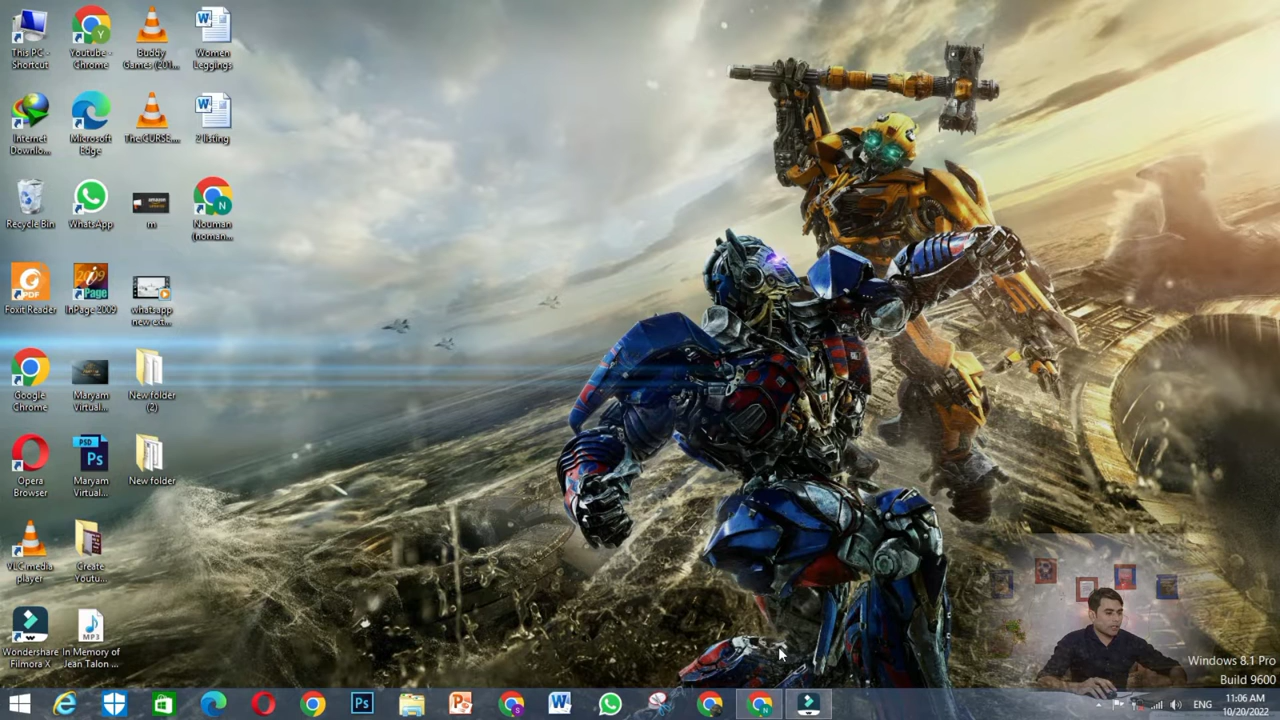 This PC -
Shortcut
Youtube -
Chrome
Buddy
Games (201...
Women
Leggings
Internet
Downlo...
Microsoft
Edge
The.CURSE....
2 listing
Recycle Bin
WhatsApp
m
Nouman
(noman...
Foxit Reader
InPage 2009
whatsapp
new ext...
Google
Chrome
Maryam
Virtual...
New folder
(2)
Opera
Browser
Maryam
Virtual...
New folder
VLC media
player
Create
Youtu...
Wondershare
Filmora X
In Memory of
Jean Talon ...
Windows 8.1 Pro
Build 9600
ENG
11:06 AM
10/20/2022